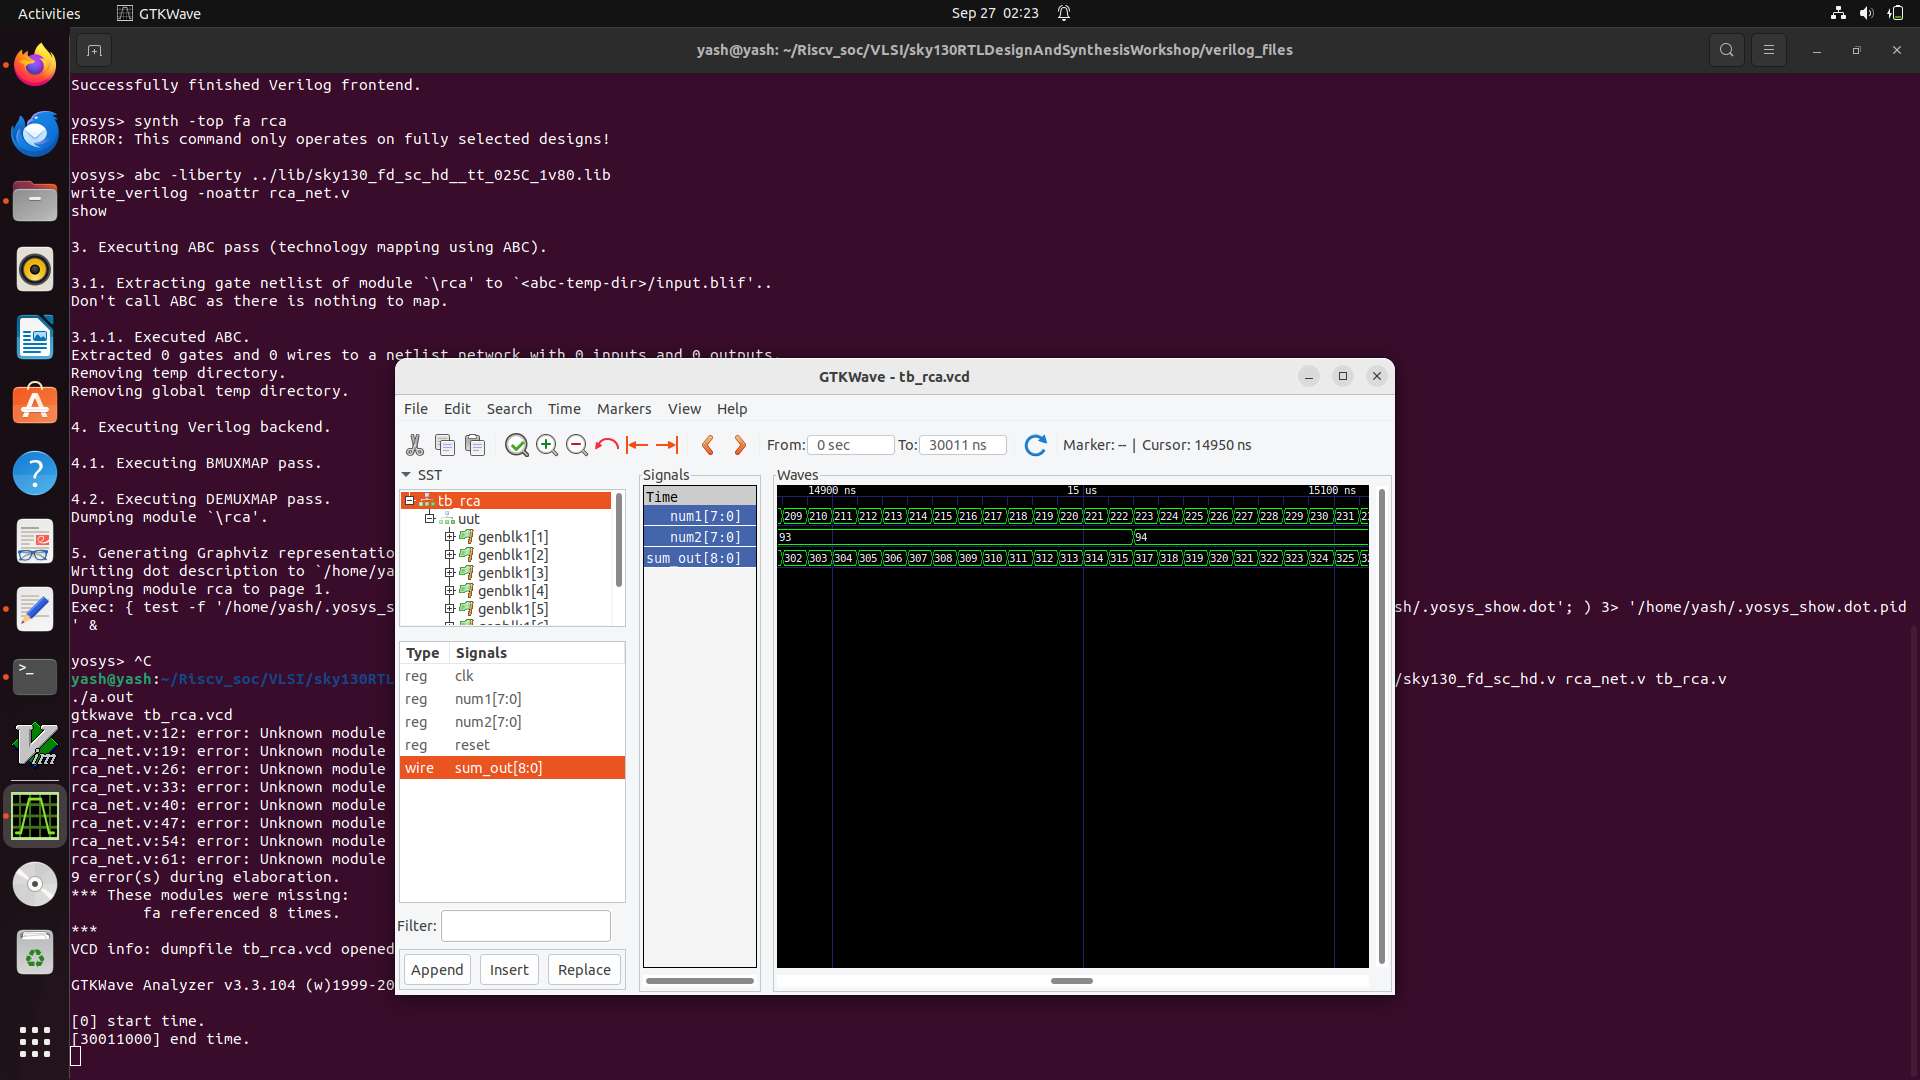 Activities
GTKWave
Sep 27 02:23
yash@yash: ~/Riscv_soc/VLSI/sky130RTLDesignAndSynthesisWorkshop/verilog_files
Successfully finished Verilog frontend.
yosys> synth -top fa rca
ERROR: This command only operates on fully selected designs!
yosys> abc -liberty ../lib/sky130_fd_sc_hd__tt_025C_1v80.lib
write_verilog -noattr rca_net.v
show
3. Executing ABC pass (technology mapping using ABC).
3.1. Extracting gate netlist of module `\rca' to `<abc-temp-dir>/input.blif'..
Don't call ABC as there is nothing to map.
3.1.1. Executed ABC.
Extracted 0 gates and 0 wires to a netlist network with 0 inputs and 0 outputs.
Removing temp directory.
Removing global temp directory.
4. Executing Verilog backend.
4.1. Executing BMUXMAP pass.
4.2. Executing DEMUXMAP pass.
Dumping module `\rca'.
5. Generating Graphviz representatio
Writing dot description to `/home/ya
Dumping module rca to page 1.
Exec: { test -f '/home/yash/.yosys_s
sh/.yosys_show.dot'; ) 3> '/home/yash/.yosys_show.dot.pid
' &
yosys> ^C
yash@yash:~/Riscv_soc/VLSI/sky130RTL
/sky130_fd_sc_hd.v rca_net.v tb_rca.v
./a.out
gtkwave tb_rca.vcd
rca_net.v:12: error: Unknown module
rca_net.v:19: error: Unknown module
rca_net.v:26: error: Unknown module
rca_net.v:33: error: Unknown module
rca_net.v:40: error: Unknown module
rca_net.v:47: error: Unknown module
rca_net.v:54: error: Unknown module
rca_net.v:61: error: Unknown module
9 error(s) during elaboration.
*** These modules were missing:
fa referenced 8 times.
***
VCD info: dumpfile tb_rca.vcd opened
GTKWave Analyzer v3.3.104 (w)1999-20
[0] start time.
[30011000] end time.
GTKWave - tb_rca.vcd
File Edit Search Time Markers View Help
From: 0 sec To: 30011 ns Marker: -- | Cursor: 14950 ns
SST
tb_rca
uut
genblk1[1]
genblk1[2]
genblk1[3]
genblk1[4]
genblk1[5]
Type Signals
reg clk
reg num1[7:0]
reg num2[7:0]
reg reset
wire sum_out[8:0]
Filter:
Append Insert Replace
Signals
Time
num1[7:0]
num2[7:0]
sum_out[8:0]
Waves
14900 ns 15 us 15100 ns
209 210 211 212 213 214 215 216 217 218 219 220 221 222 223 224 225 226 227 228 229 230 231
93 94
302 303 304 305 306 307 308 309 310 311 312 313 314 315 317 318 319 320 321 322 323 324 325